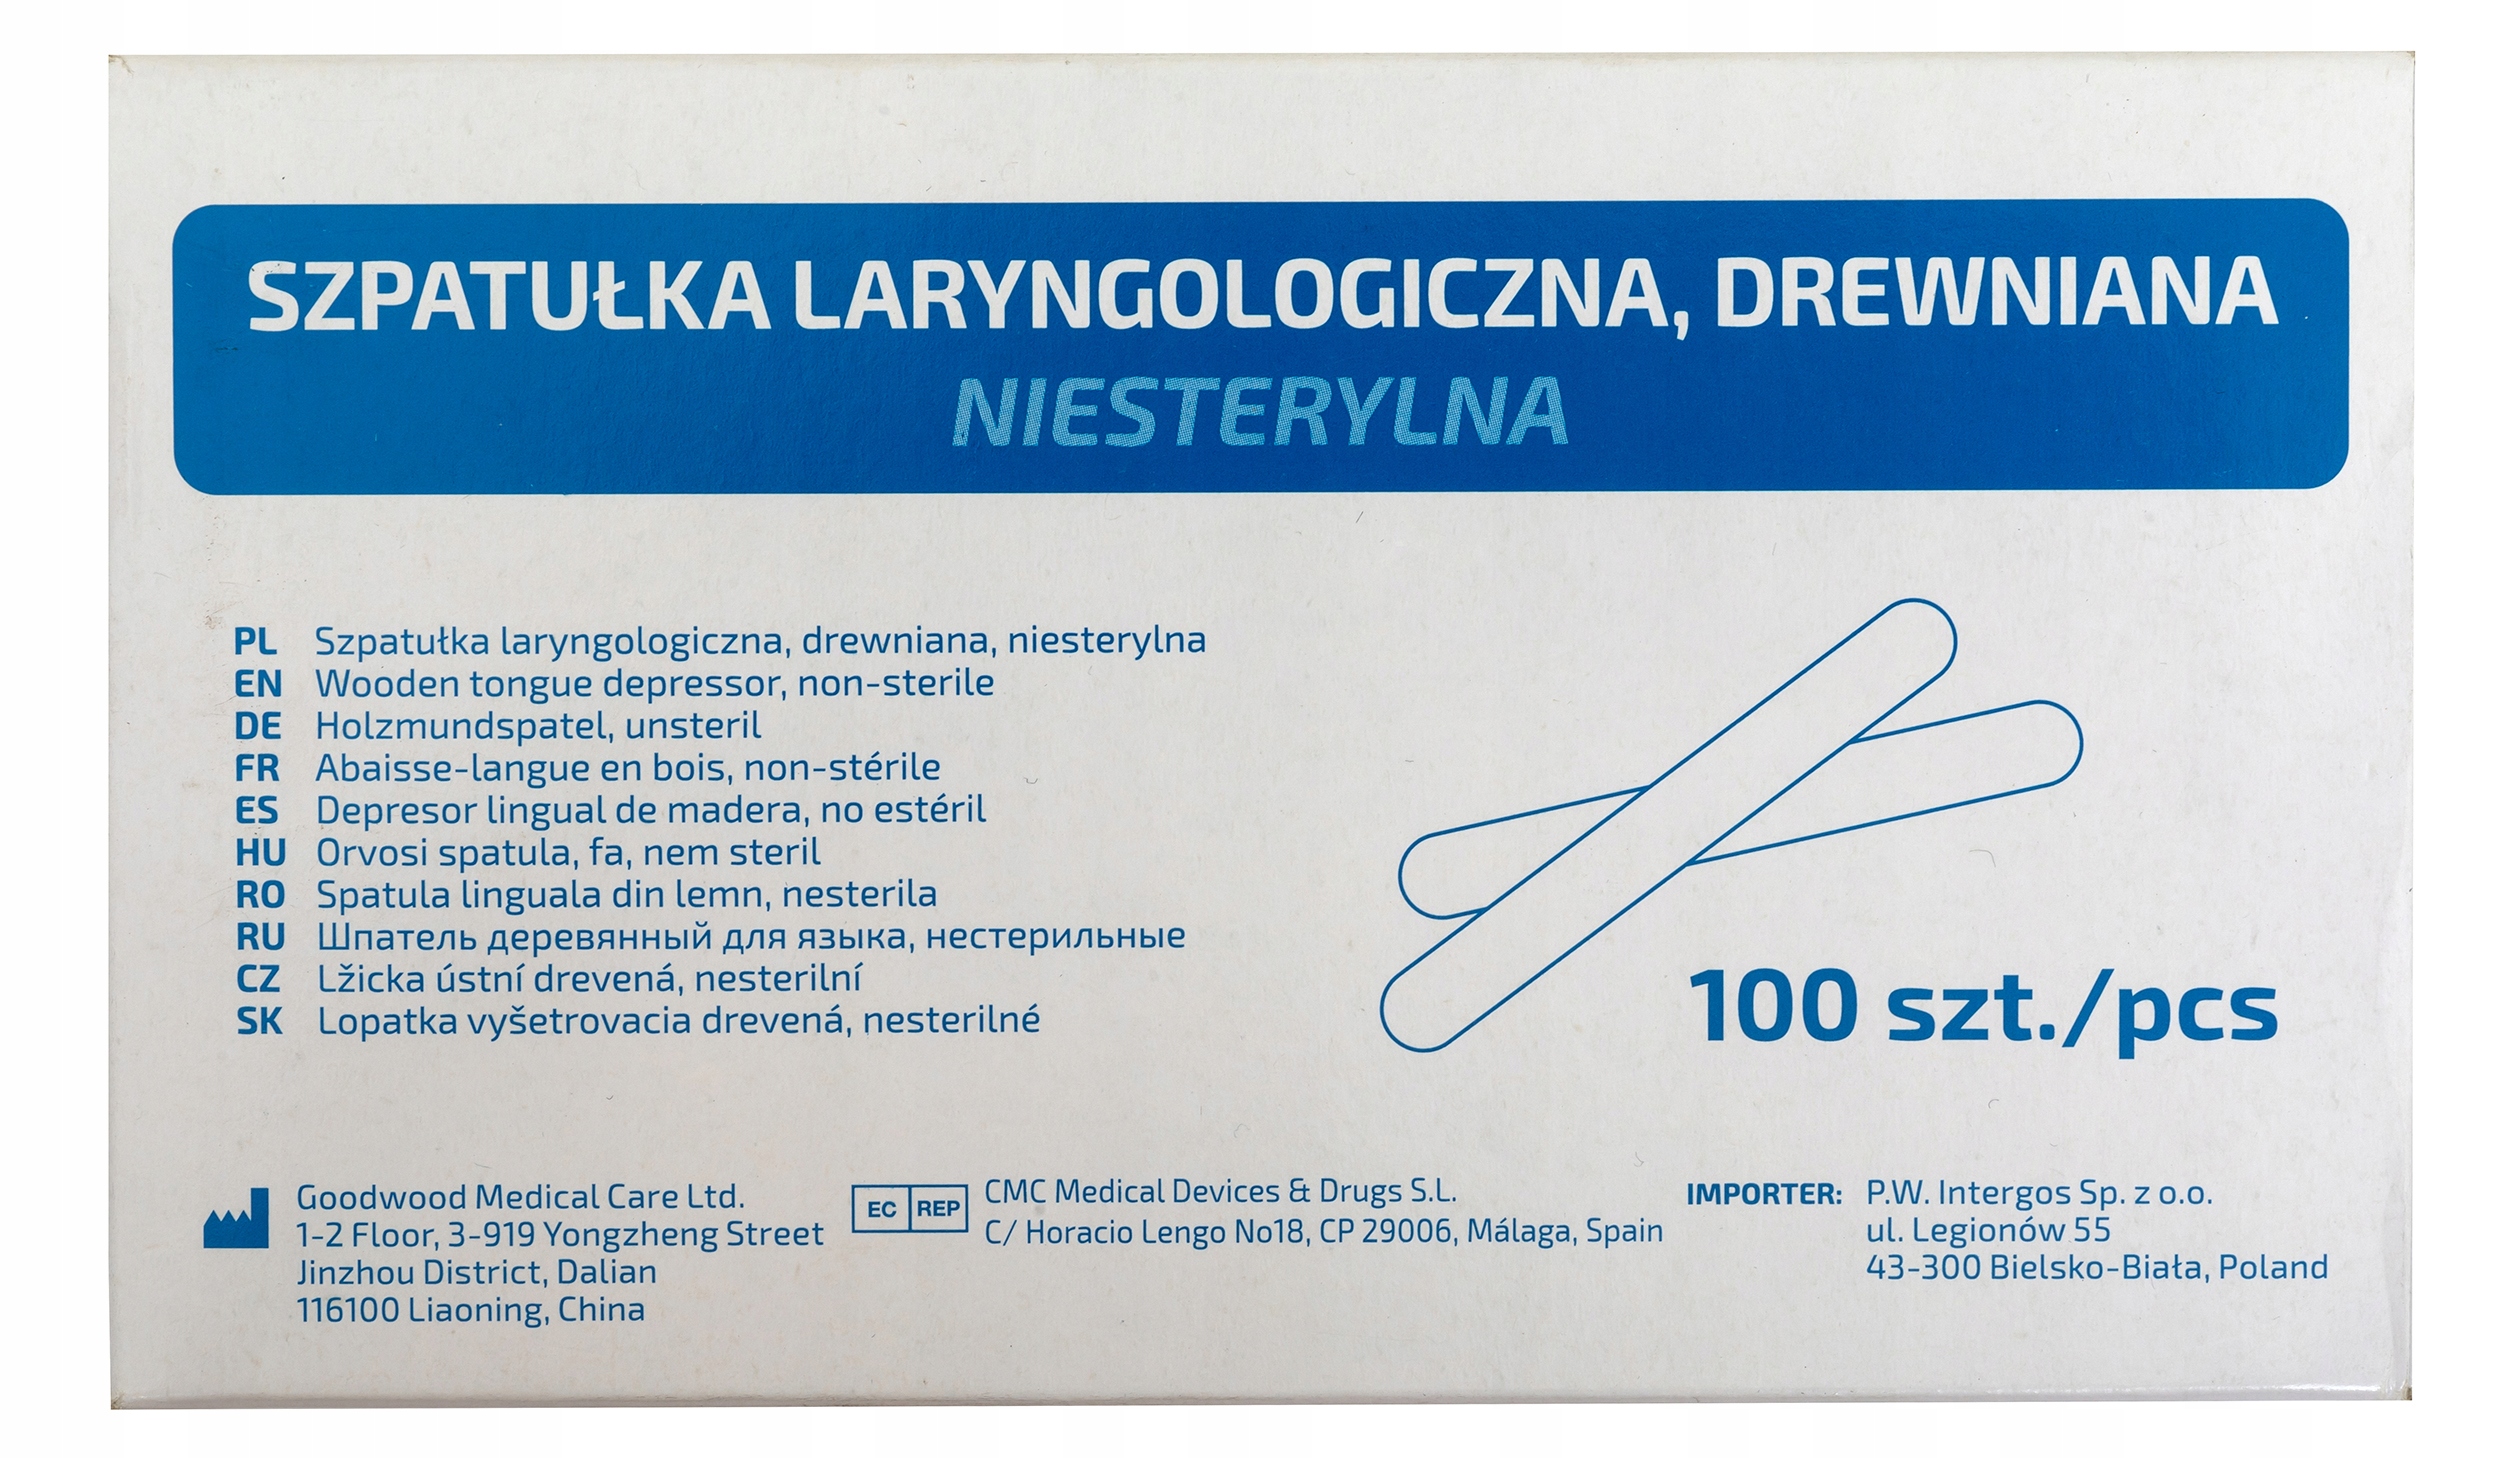 SZPATUŁKA LARYNGOLOGICZNA, DREWNIANA
NIESTERYLNA
PL Szpatułka laryngologiczna, drewniana, niesterylna
EN Wooden tongue depressor, non-sterile
DE Holzmundspatel, unsteril
FR Abaisse-langue en bois, non-stérile
ES Depresor lingual de madera, no estéril
HU Orvosi spatula, fa, nem steril
RO Spatula linguala din lemn, nesterila
RU Шпатель деревянный для языка, нестерильные
CZ Lžicka ústní drevená, nesterilní
SK Lopatka vyšetrovacia drevená, nesterilné
100 szt./pcs
Goodwood Medical Care Ltd.
1-2 Floor, 3-919 Yongzheng Street
Jinzhou District, Dalian
116100 Liaoning, China
EC REP
CMC Medical Devices & Drugs S.L.
C/ Horacio Lengo No18, CP 29006, Málaga, Spain
IMPORTER: P.W. Intergos Sp. z o.o.
ul. Legionów 55
43-300 Bielsko-Biała, Poland